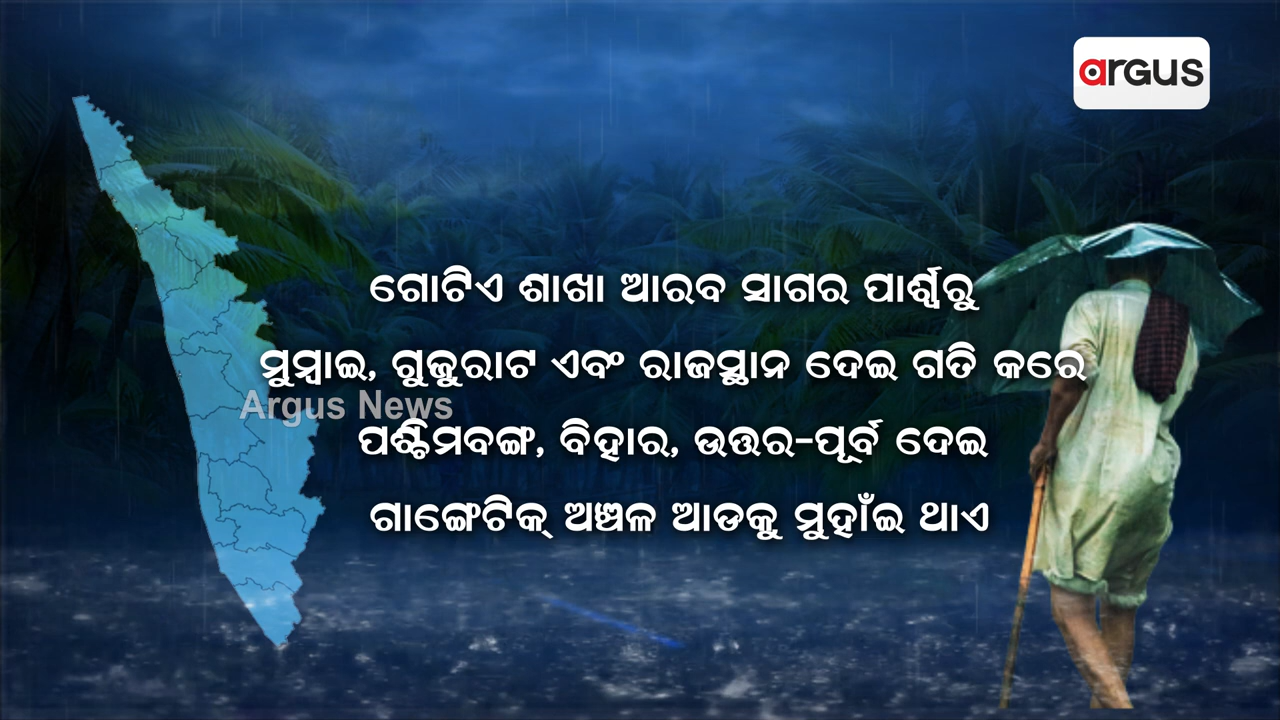 argus
ଗୋଟିଏ ଶାଖା ଆରବ ସାଗର ପାର୍ଶ୍ୱରୁ
ମୁମ୍ବାଇ, ଗୁଜୁରାଟ ଏବଂ ରାଜସ୍ଥାନ ଦେଇ ଗତି କରେ
Argus News
ପଶ୍ଚିମବଙ୍ଗ, ବିହାର, ଉତ୍ତର-ପୂର୍ବ ଦେଇ
ଗାଙ୍ଗେଟିକ୍ ଅଞ୍ଚଳ ଆଡକୁ ମୁହାଁଇ ଥାଏ